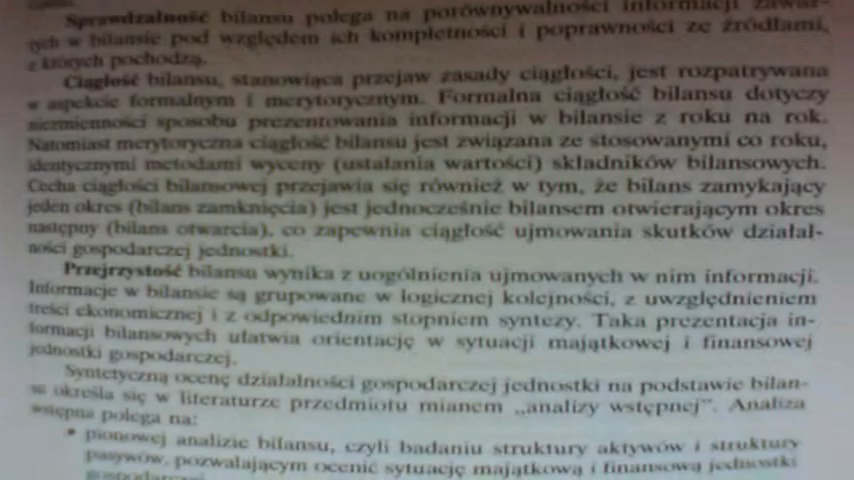 Sprawdzalność bilansu polega na porównywalności informacji zawar-
tych w bilansie pod względem ich kompletności i poprawności ze źródłami,
z których pochodzą.
Ciągłość bilansu, stanowiąca przejaw zasady ciągłości, jest rozpatrywana
w aspekcie formalnym i merytorycznym. Formalna ciągłość bilansu dotyczy
niezmienności sposobu prezentowania informacji w bilansie z roku na rok.
Natomiast merytoryczna ciągłość bilansu jest związana ze stosowanymi co roku,
identycznymi metodami wyceny (ustalania wartości) składników bilansowych.
Cecha ciągłości bilansowej przejawia się również w tym, że bilans zamykający
jeden okres (bilans zamknięcia) jest jednocześnie bilansem otwierającym okres
następny (bilans otwarcia), co zapewnia ciągłość ujmowania skutków działal-
ności gospodarczej jednostki.
Przejrzystość bilansu wynika z uogólnienia ujmowanych w nim informacji.
Informacje w bilansie są grupowane w logicznej kolejności, z uwzględnieniem
treści ekonomicznej i z odpowiednim stopniem syntezy. Taka prezentacja in-
formacji bilansowych ułatwia orientację w sytuacji majątkowej i finansowej
jednostki gospodarczej.
Syntetyczną ocenę działalności gospodarczej jednostki na podstawie bilan-
su określa się w literaturze przedmiotu mianem „analizy wstępnej”. Analiza
wstępna polega na:
• pionowej analizie bilansu, czyli badaniu struktury aktywów i struktury
pasywów, pozwalającym ocenić sytuację majątkową i finansową jednostki